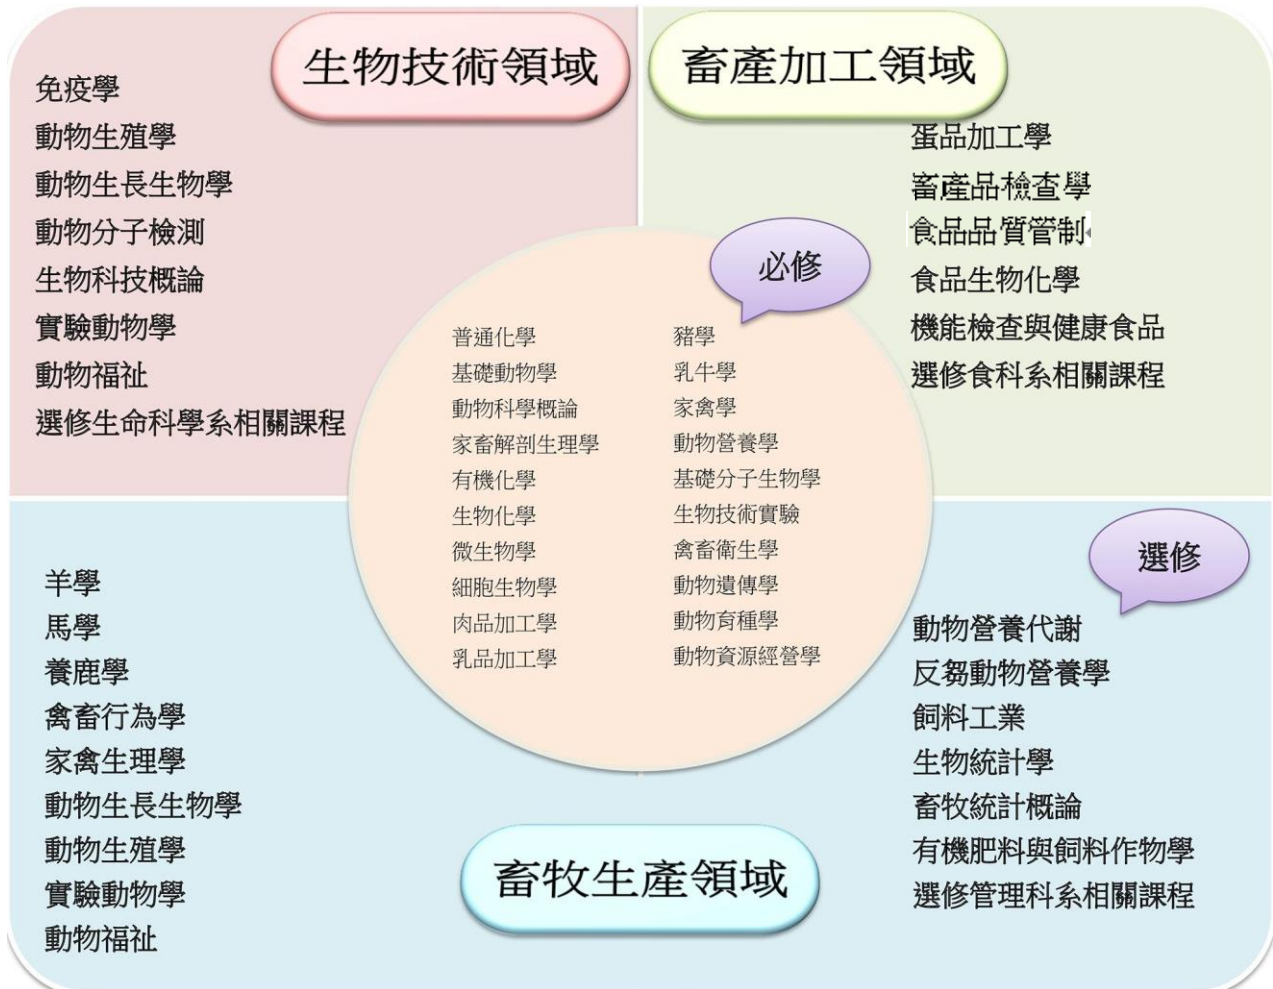 生物技術領域
免疫學
動物生殖學
動物生長生物學
動物分子檢測
生物科技概論
實驗動物學
動物福祉
選修生命科學系相關課程
畜產加工領域
蛋品加工學
畜產品檢查學
食品品質管制
食品生物化學
機能檢查與健康食品
選修食科系相關課程
必修
普通化學
基礎動物學
動物科學概論
家畜解剖生理學
有機化學
生物化學
微生物學
細胞生物學
肉品加工學
乳品加工學
豬學
乳牛學
家禽學
動物營養學
基礎分子生物學
生物技術實驗
禽畜衛生學
動物遺傳學
動物育種學
動物資源經營學
選修
羊學
馬學
養鹿學
禽畜行為學
家禽生理學
動物生長生物學
動物生殖學
實驗動物學
動物福祉
畜牧生產領域
動物營養代謝
反芻動物營養學
飼料工業
生物統計學
畜牧統計概論
有機肥料與飼料作物學
選修管理科系相關課程